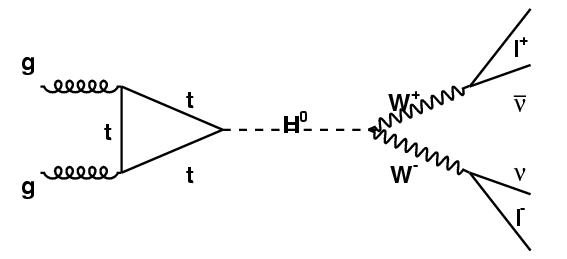 g
t
t
t
g
H⁰
W⁺
W⁻
l⁺
ν̅
ν
l⁻